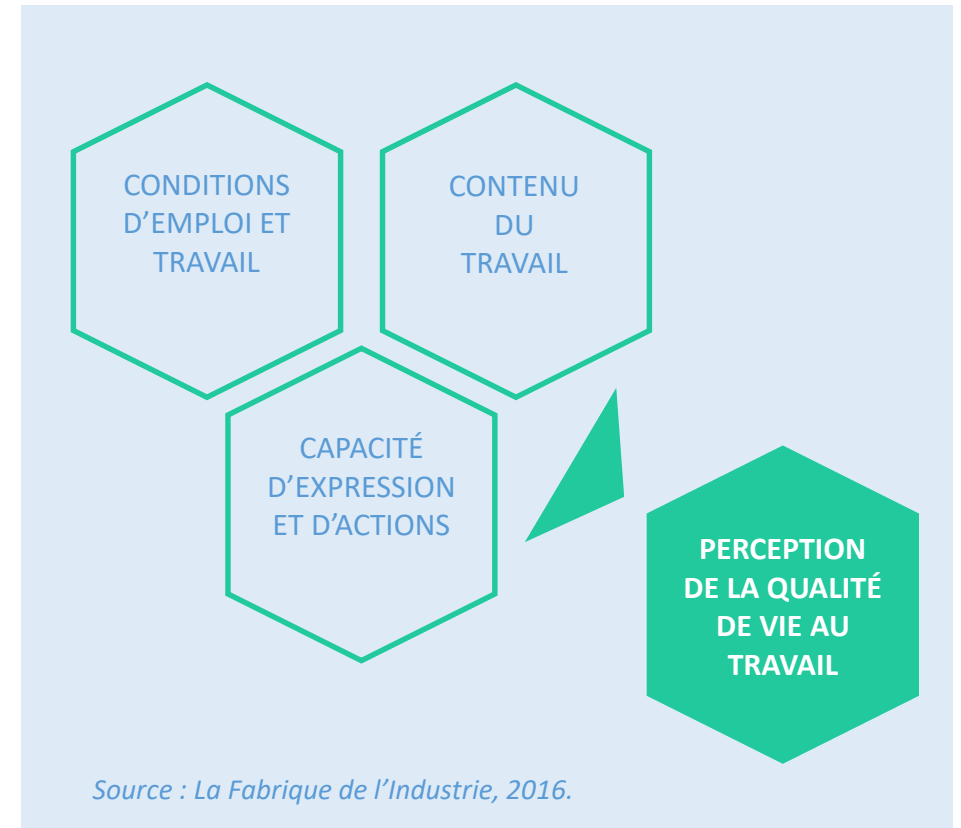 CONDITIONS
D’EMPLOI ET
TRAVAIL
CONTENU
DU
TRAVAIL
CAPACITÉ
D’EXPRESSION
ET D’ACTIONS
PERCEPTION
DE LA QUALITÉ
DE VIE AU
TRAVAIL
Source : La Fabrique de l’Industrie, 2016.